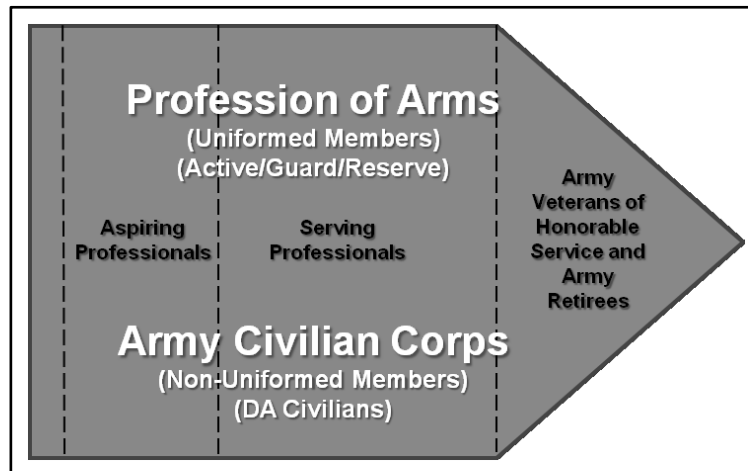 Profession of Arms
(Uniformed Members)
(Active/Guard/Reserve)
Aspiring
Professionals
Serving
Professionals
Army
Veterans of
Honorable
Service and
Army
Retirees
Army Civilian Corps
(Non-Uniformed Members)
(DA Civilians)